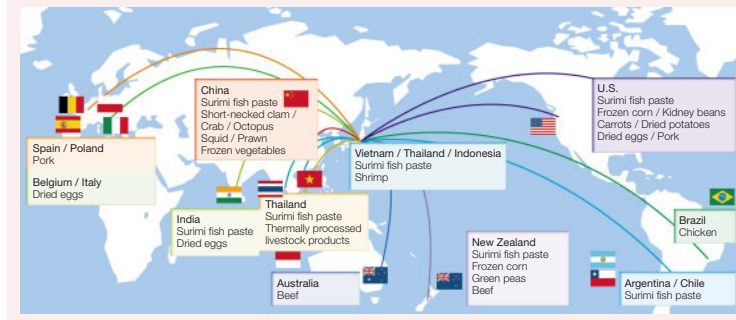 Spain / Poland
Pork
Belgium / Italy
Dried eggs
China
Surimi fish paste
Short-necked clam /
Crab / Octopus
Squid / Prawn
Frozen vegetables
India
Surimi fish paste
Dried eggs
Thailand
Surimi fish paste
Thermally processed
livestock products
Vietnam / Thailand / Indonesia
Surimi fish paste
Shrimp
Australia
Beef
New Zealand
Surimi fish paste
Frozen corn
Green peas
Beef
U.S.
Surimi fish paste
Frozen corn / Kidney beans
Carrots / Dried potatoes
Dried eggs / Pork
Brazil
Chicken
Argentina / Chile
Surimi fish paste